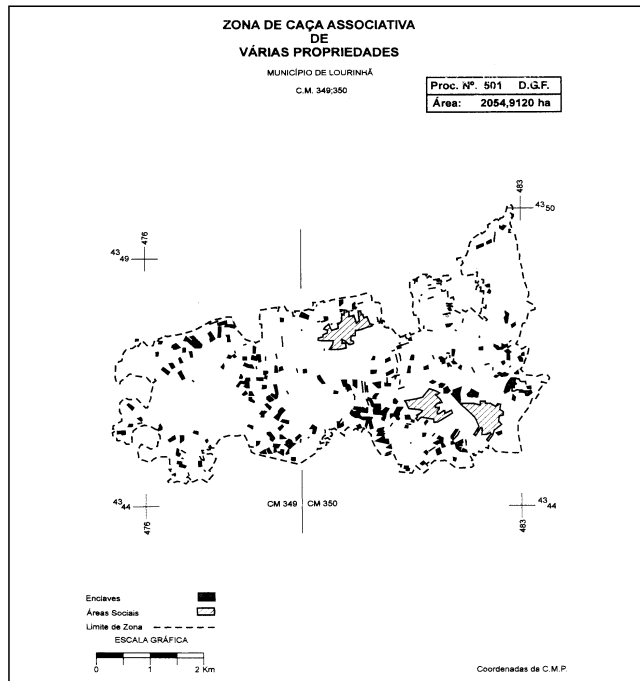 ZONA DE CAÇA ASSOCIATIVA
DE
VÁRIAS PROPRIEDADES
MUNICÍPIO DE LOURINHÃ
C.M. 349;350
Proc. Nº. 501 D.G.F.
Área: 2054,9120 ha
483
43 50
476
43 49
CM 349 CM 350
43 44
476
43 44
483
Enclaves
Áreas Sociais
Limite de Zona
ESCALA GRÁFICA
0 1 2 Km
Coordenadas da C.M.P.